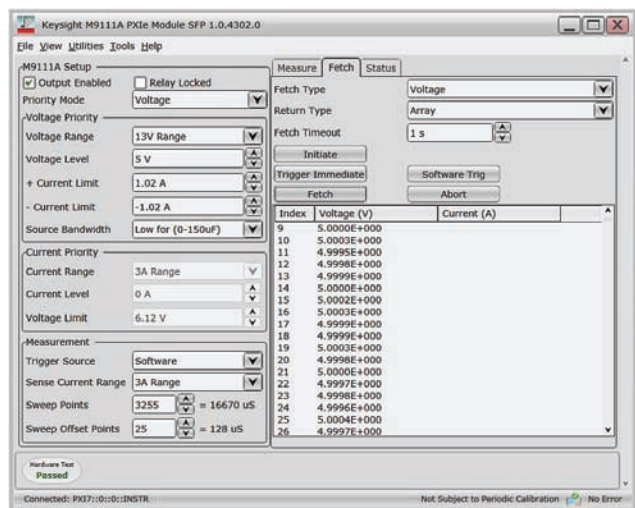 Keysight M9111A PXIe Module SFP 1.0.4302.0
File View Utilities Tools Help
M9111A Setup
Output Enabled Relay Locked
Priority Mode Voltage
Voltage Priority
Voltage Range 13V Range
Voltage Level 5 V
+ Current Limit 1.02 A
- Current Limit -1.02 A
Source Bandwidth Low for (0-150uF)
Current Priority
Current Range 3A Range
Current Level 0 A
Voltage Limit 6.12 V
Measurement
Trigger Source Software
Sense Current Range 3A Range
Sweep Points 3255 = 16670 uS
Sweep Offset Points 25 = 128 uS
Measure Fetch Status
Fetch Type Voltage
Return Type Array
Fetch Timeout 1 s
Initiate
Trigger Immediate Software Trig
Fetch Abort
Index Voltage (V) Current (A)
9 5.0000E+000
10 5.0003E+000
11 4.9995E+000
12 4.9998E+000
13 4.9999E+000
14 5.0000E+000
15 5.0002E+000
16 5.0003E+000
17 4.9999E+000
18 4.9999E+000
19 5.0003E+000
20 4.9998E+000
21 5.0000E+000
22 4.9997E+000
23 4.9998E+000
24 4.9996E+000
25 5.0004E+000
26 4.9997E+000
Hardware Test
Passed
Connected: PXI7::0::0::INSTR Not Subject to Periodic Calibration No Error